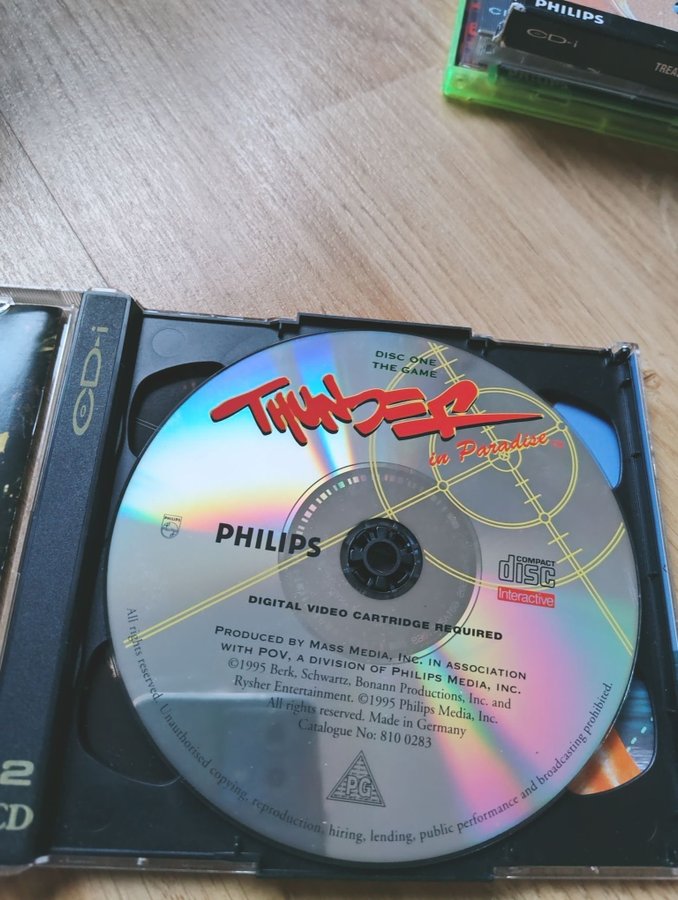 PHILIPS
CD-i
TREA
CD-i
DISC ONE
THE GAME
THUNDER
in Paradise
PHILIPS
PHILIPS
COMPACT
disc
Interactive
DIGITAL VIDEO CARTRIDGE REQUIRED
PRODUCED BY MASS MEDIA, INC. IN ASSOCIATION
WITH POV, A DIVISION OF PHILIPS MEDIA, INC.
©1995 Berk, Schwartz, Bonann Productions, Inc. and
Rysher Entertainment. ©1995 Philips Media, Inc.
All rights reserved. Made in Germany
Catalogue No: 810 0283
PG
All rights reserved. Unauthorised copying, reproduction, hiring, lending, public performance and broadcasting prohibited.
2
CD